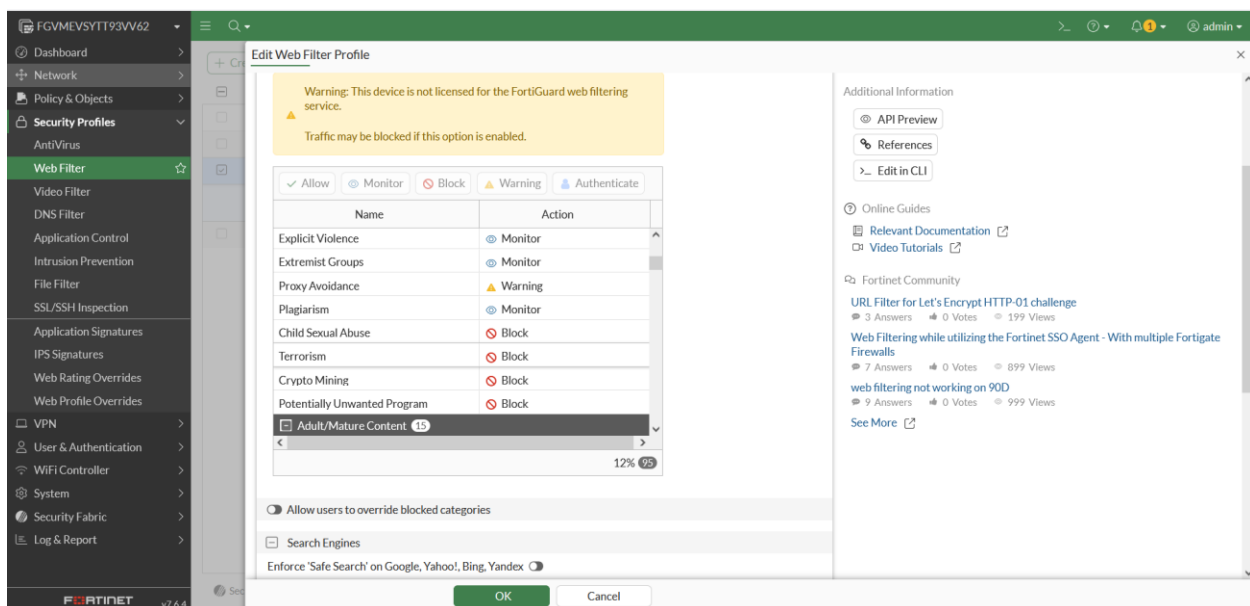 FGVMEVSYTT93VV62
admin
1
Dashboard
Network
Policy & Objects
Security Profiles
AntiVirus
Web Filter
Video Filter
DNS Filter
Application Control
Intrusion Prevention
File Filter
SSL/SSH Inspection
Application Signatures
IPS Signatures
Web Rating Overrides
Web Profile Overrides
VPN
User & Authentication
WiFi Controller
System
Security Fabric
Log & Report
FORTINET v7.6.4
+ Cr
Sec
Edit Web Filter Profile
Warning: This device is not licensed for the FortiGuard web filtering
service.
Traffic may be blocked if this option is enabled.
Allow Monitor Block Warning Authenticate
Name Action
Explicit Violence Monitor
Extremist Groups Monitor
Proxy Avoidance Warning
Plagiarism Monitor
Child Sexual Abuse Block
Terrorism Block
Crypto Mining Block
Potentially Unwanted Program Block
Adult/Mature Content 15
12% 95
Allow users to override blocked categories
Search Engines
Enforce 'Safe Search' on Google, Yahoo!, Bing, Yandex
OK Cancel
Additional Information
API Preview
References
>_ Edit in CLI
Online Guides
Relevant Documentation
Video Tutorials
Fortinet Community
URL Filter for Let's Encrypt HTTP-01 challenge
3 Answers 0 Votes 199 Views
Web Filtering while utilizing the Fortinet SSO Agent - With multiple Fortigate
Firewalls
7 Answers 0 Votes 899 Views
web filtering not working on 90D
9 Answers 0 Votes 999 Views
See More